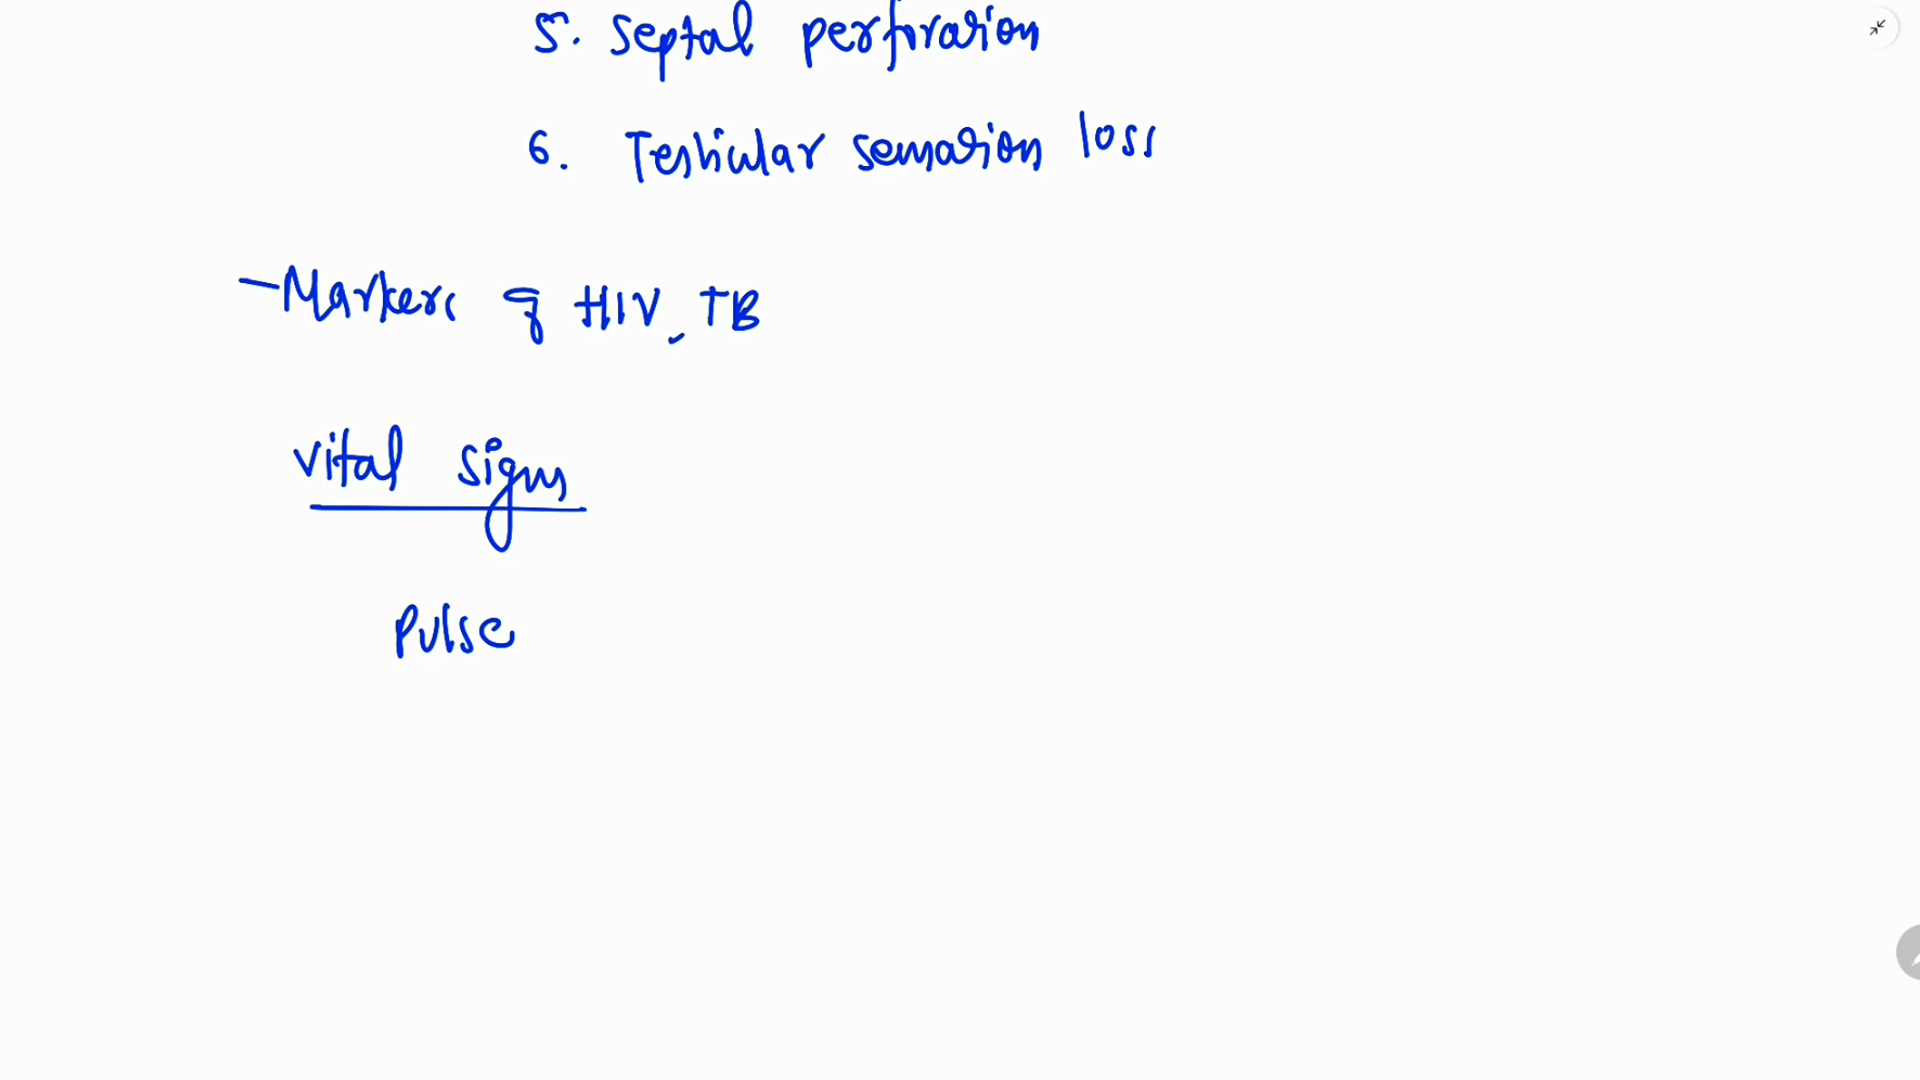 5. Septal perforation
6. Testicular sensation loss
- Markers of HIV, TB
Vital signs
Pulse